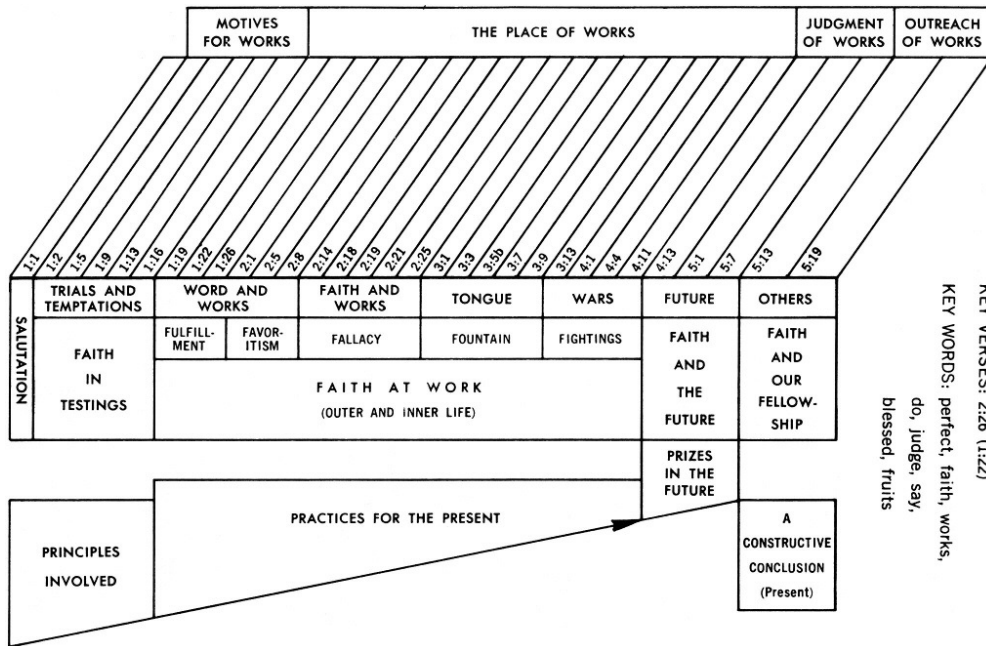 MOTIVES
FOR WORKS
THE PLACE OF WORKS
JUDGMENT
OF WORKS
OUTREACH
OF WORKS
1:1
1:2
1:5
1:9
1:13
1:16
1:19
1:22
1:26
2:1
2:5
2:8
2:14
2:18
2:19
2:21
2:25
3:1
3:3
3:5b
3:7
3:9
3:13
4:1
4:4
4:11
4:13
5:1
5:7
5:13
5:19
SALUTATION
TRIALS AND
TEMPTATIONS
WORD AND
WORKS
FAITH AND
WORKS
TONGUE
WARS
FUTURE
OTHERS
FAITH
IN
TESTINGS
FULFILL-
MENT
FAVOR-
ITISM
FALLACY
FOUNTAIN
FIGHTINGS
FAITH AT WORK
(OUTER AND INNER LIFE)
FAITH
AND
THE
FUTURE
FAITH
AND
OUR
FELLOW-
SHIP
PRIZES
IN THE
FUTURE
PRINCIPLES
INVOLVED
PRACTICES FOR THE PRESENT
A
CONSTRUCTIVE
CONCLUSION
(Present)
KEY VERSES: 2:26 (1:22)
KEY WORDS: perfect, faith, works,
do, judge, say,
blessed, fruits